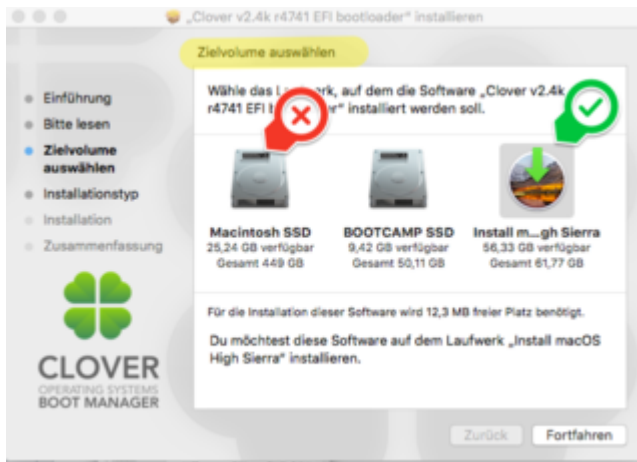 „Clover v2.4k r4741 EFI bootloader“ installieren
Zielvolume auswählen
Einführung
Bitte lesen
Zielvolume
auswählen
Installationstyp
Installation
Zusammenfassung
Wähle das auf dem die Software „Clover v2.4k
r4741 EFI installiert werden
soll.
Macintosh SSD
25,24 GB verfügbar
Gesamt 449 GB
BOOTCAMP SSD
9,42 GB verfügbar
Gesamt 50,11 GB
Install m...gh Sierra
56,33 GB verfügbar
Gesamt 61,77 GB
Für die Installation dieser Software wird 12,3 MB freier Platz benötigt.
Du möchtest diese Software auf dem Laufwerk „Install macOS
High Sierra“ installieren.
CLOVER
OPERATING SYSTEMS
BOOT MANAGER
Zurück
Fortfahren